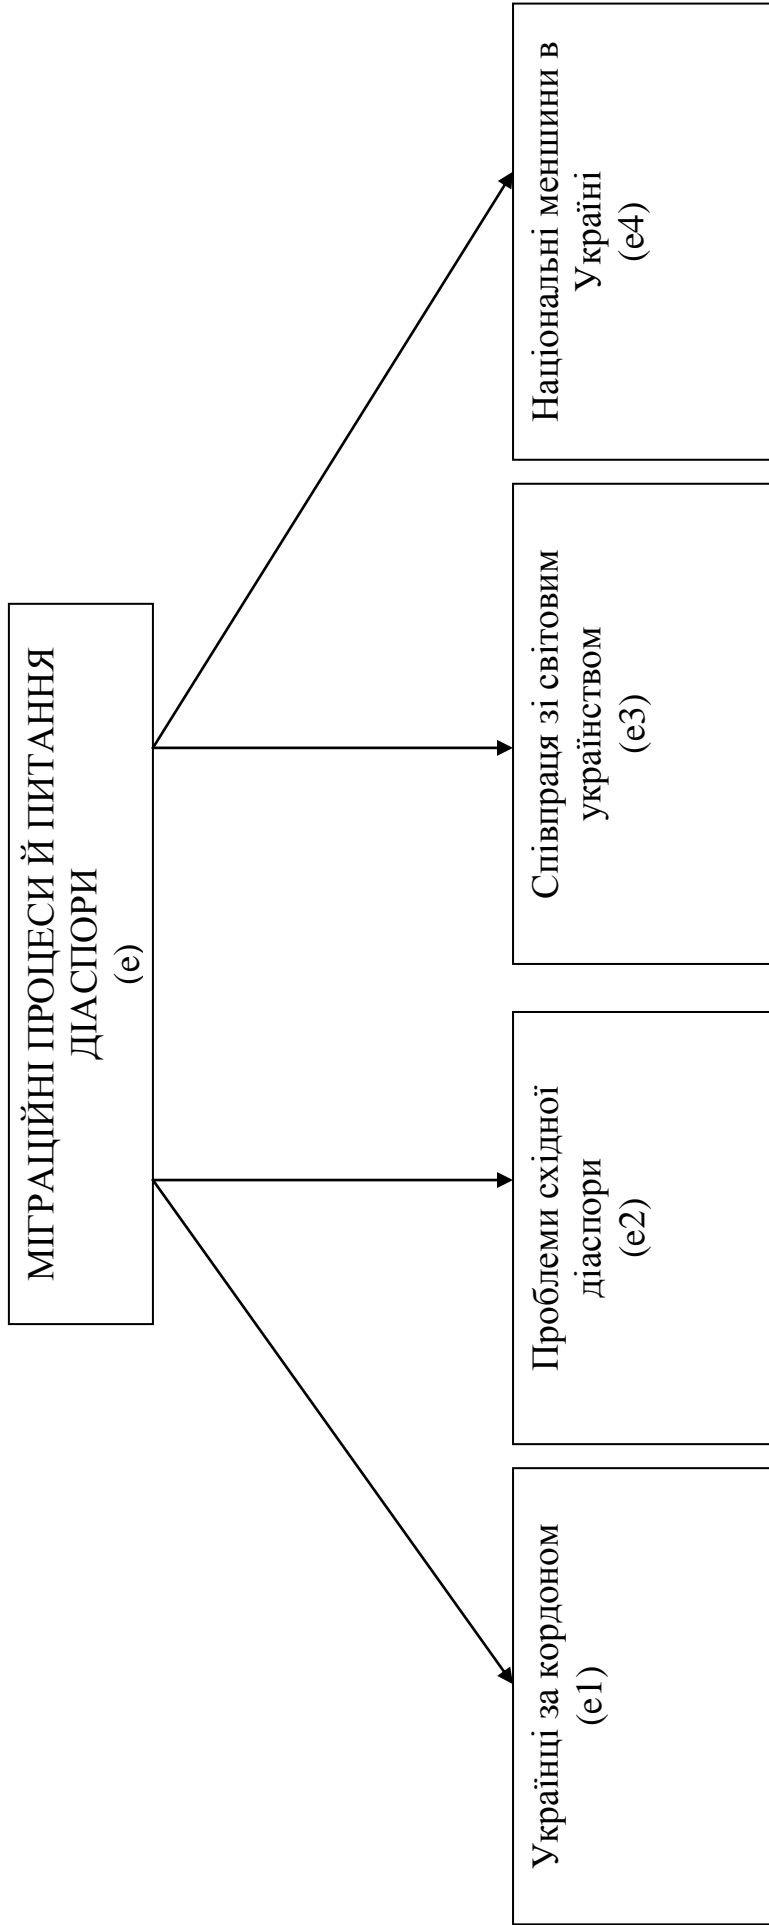 МІГРАЦІЙНІ ПРОЦЕСИ Й ПИТАННЯ
ДІАСПОРИ
(е)
Українці за кордоном
(е1)
Проблеми східної
діаспори
(е2)
Співпраця зі світовим
українством
(е3)
Національні меншини в
Україні
(е4)